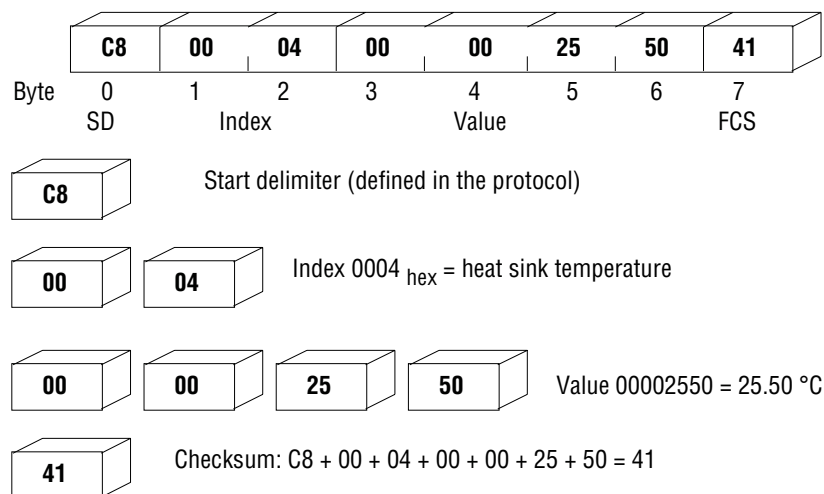 C8 00 04 00 00 25 50 41
Byte 0 1 2 3 4 5 6 7
SD Index Value FCS
C8 Start delimiter (defined in the protocol)
00 04 Index 0004 hex = heat sink temperature
00 00 25 50 Value 00002550 = 25.50 °C
41 Checksum: C8 + 00 + 04 + 00 + 00 + 25 + 50 = 41